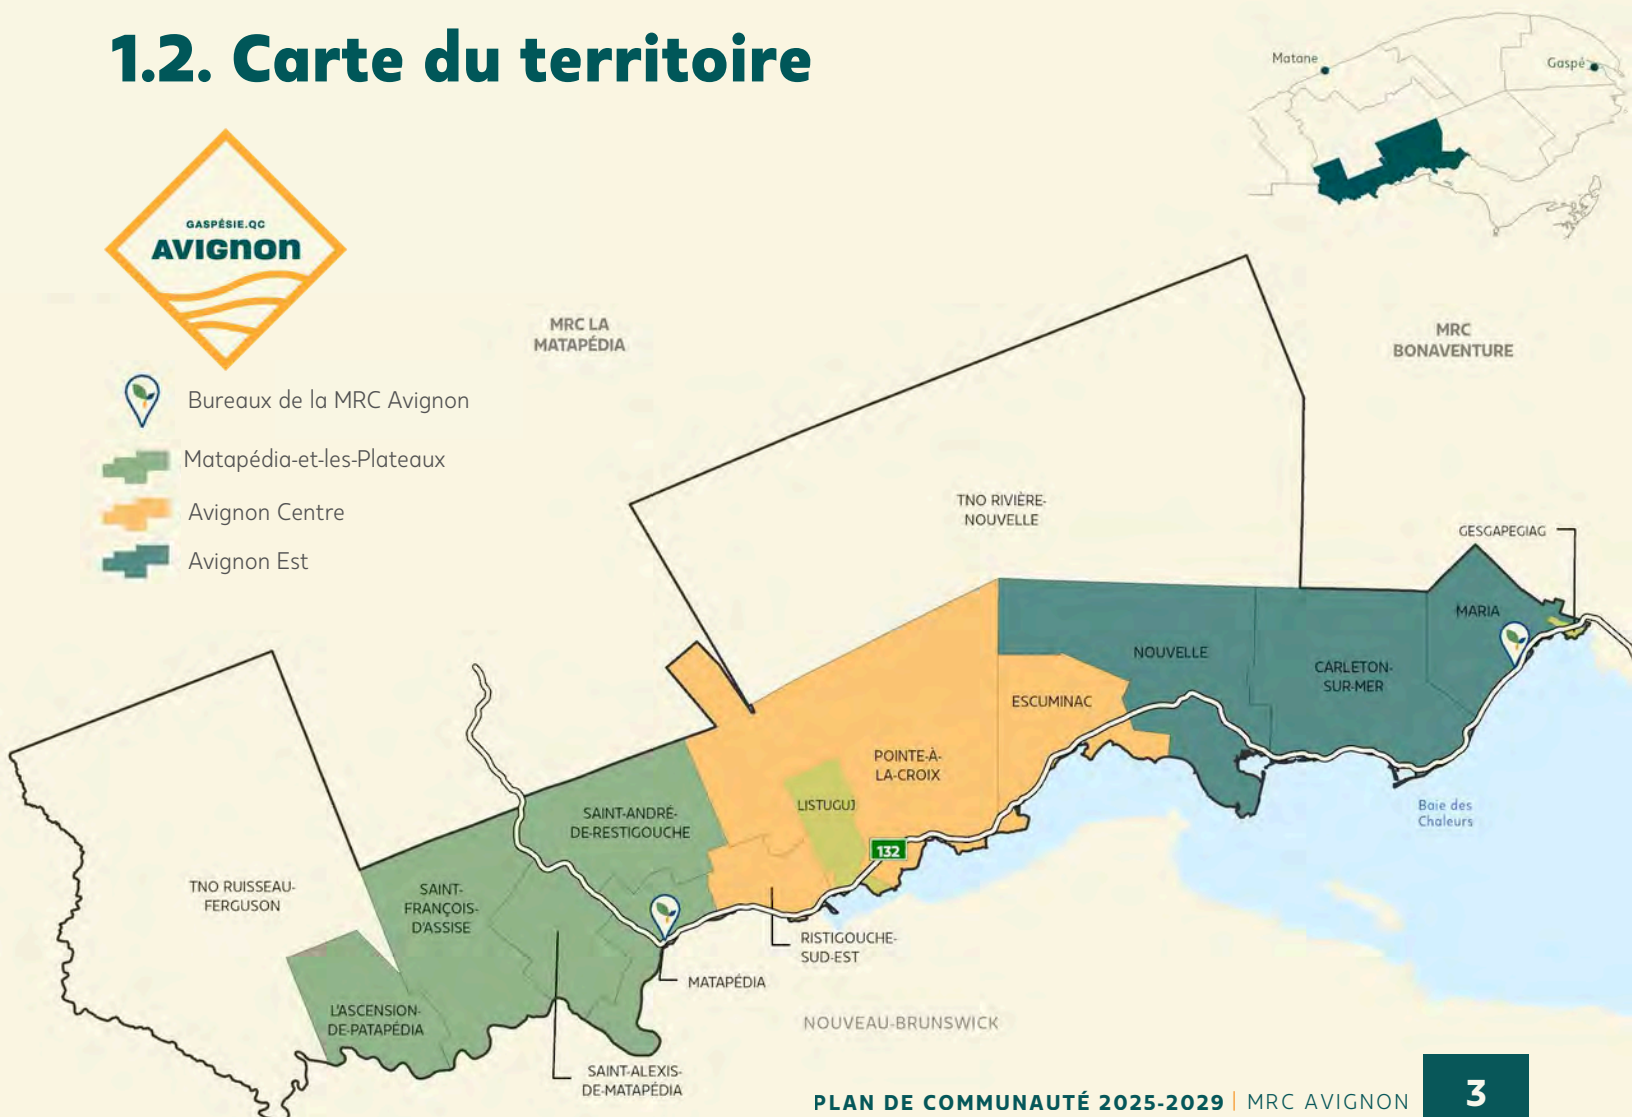 1.2. Carte du territoire
Matane
Gaspé
GASPÉSIE.QC
AVIGNON
MRC LA
MATAPÉDIA
MRC
BONAVENTURE
Bureaux de la MRC Avignon
Matapédia-et-les-Plateaux
Avignon Centre
Avignon Est
TNO RIVIÈRE-
NOUVELLE
GESGAPEGIAG
MARIA
NOUVELLE
CARLETON-
SUR-MER
ESCUMINAC
POINTE-À-
LA-CROIX
LISTUGUJ
SAINT-ANDRÉ-
DE-RESTIGOUCHE
132
Baie des
Chaleurs
TNO RUISSEAU-
FERGUSON
SAINT-
FRANÇOIS-
D'ASSISE
RISTIGOUCHE-
SUD-EST
MATAPÉDIA
L'ASCENSION-
DE-PATAPÉDIA
NOUVEAU-BRUNSWICK
SAINT-ALEXIS-
DE-MATAPÉDIA
PLAN DE COMMUNAUTÉ 2025-2029 | MRC AVIGNON
3